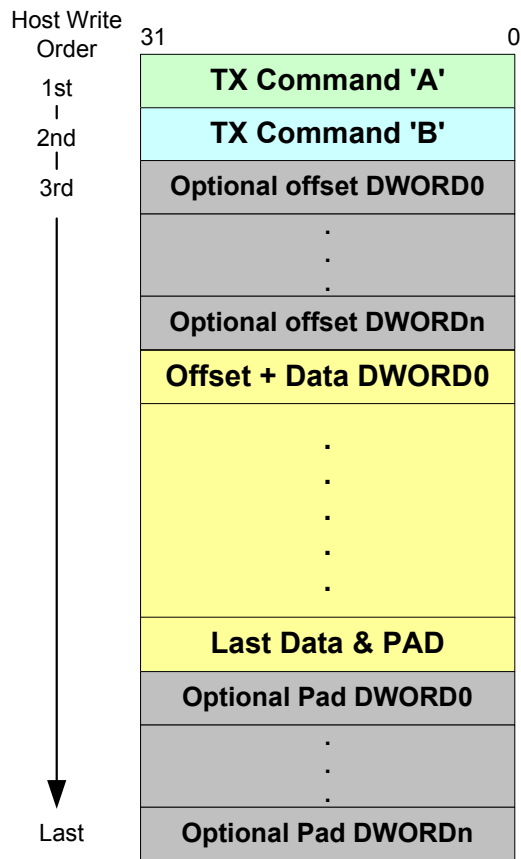 Host Write
Order
31
0
1st
TX Command 'A'
2nd
TX Command 'B'
3rd
Optional offset DWORD0
.
.
.
Optional offset DWORDn
Offset + Data DWORD0
.
.
.
.
.
Last Data & PAD
Optional Pad DWORD0
.
.
.
Last
Optional Pad DWORDn